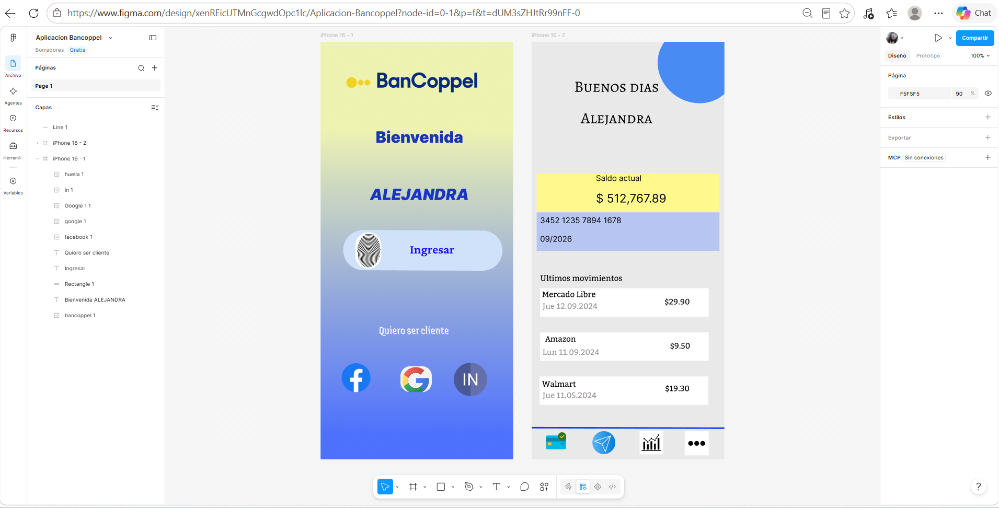 https://www.figma.com/design/xenREicUTMnGcgwdOpc1lc/Aplicacion-Bancoppel?node-id=0-1&p=f&t=dUM3sZHJtRr99nFF-0
Chat
Aplicacion Bancoppel
Borradores Gratis
Archivo
Agentes
Recursos
Herramie
Variables
Páginas
Page 1
Capas
Line 1
iPhone 16 - 2
iPhone 16 - 1
huella 1
in 1
Google 1 1
google 1
facebook 1
Quiero ser cliente
Ingresar
Rectangle 1
Bienvenida ALEJANDRA
bancoppel 1
iPhone 16 - 1
BanCoppel
Bienvenida
ALEJANDRA
Ingresar
Quiero ser cliente
f
G
IN
iPhone 16 - 2
Buenos dias
Alejandra
Saldo actual
$ 512,767.89
3452 1235 7894 1678
09/2026
Ultimos movimientos
Mercado Libre
$29.90
Jue 12.09.2024
Amazon
$9.50
Lun 11.09.2024
Walmart
$19.30
Jue 11.05.2024
Compartir
Diseño Prototipo 100%
Página
F5F5F5 90 %
Estilos
Exportar
MCP Sin conexiones
?